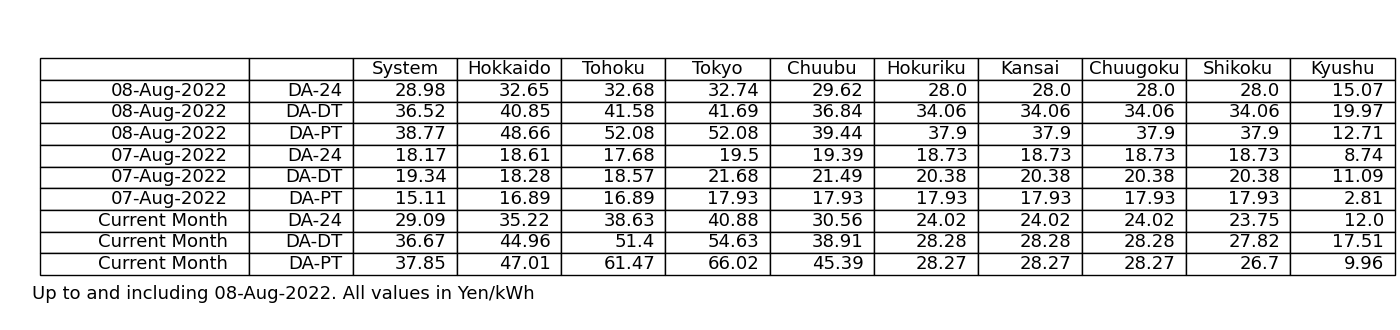 System Hokkaido Tohoku Tokyo Chuubu Hokuriku Kansai Chuugoku Shikoku Kyushu
08-Aug-2022 DA-24 28.98 32.65 32.68 32.74 29.62 28.0 28.0 28.0 28.0 15.07
08-Aug-2022 DA-DT 36.52 40.85 41.58 41.69 36.84 34.06 34.06 34.06 34.06 19.97
08-Aug-2022 DA-PT 38.77 48.66 52.08 52.08 39.44 37.9 37.9 37.9 37.9 12.71
07-Aug-2022 DA-24 18.17 18.61 17.68 19.5 19.39 18.73 18.73 18.73 18.73 8.74
07-Aug-2022 DA-DT 19.34 18.28 18.57 21.68 21.49 20.38 20.38 20.38 20.38 11.09
07-Aug-2022 DA-PT 15.11 16.89 16.89 17.93 17.93 17.93 17.93 17.93 17.93 2.81
Current Month DA-24 29.09 35.22 38.63 40.88 30.56 24.02 24.02 24.02 23.75 12.0
Current Month DA-DT 36.67 44.96 51.4 54.63 38.91 28.28 28.28 28.28 27.82 17.51
Current Month DA-PT 37.85 47.01 61.47 66.02 45.39 28.27 28.27 28.27 26.7 9.96
Up to and including 08-Aug-2022. All values in Yen/kWh